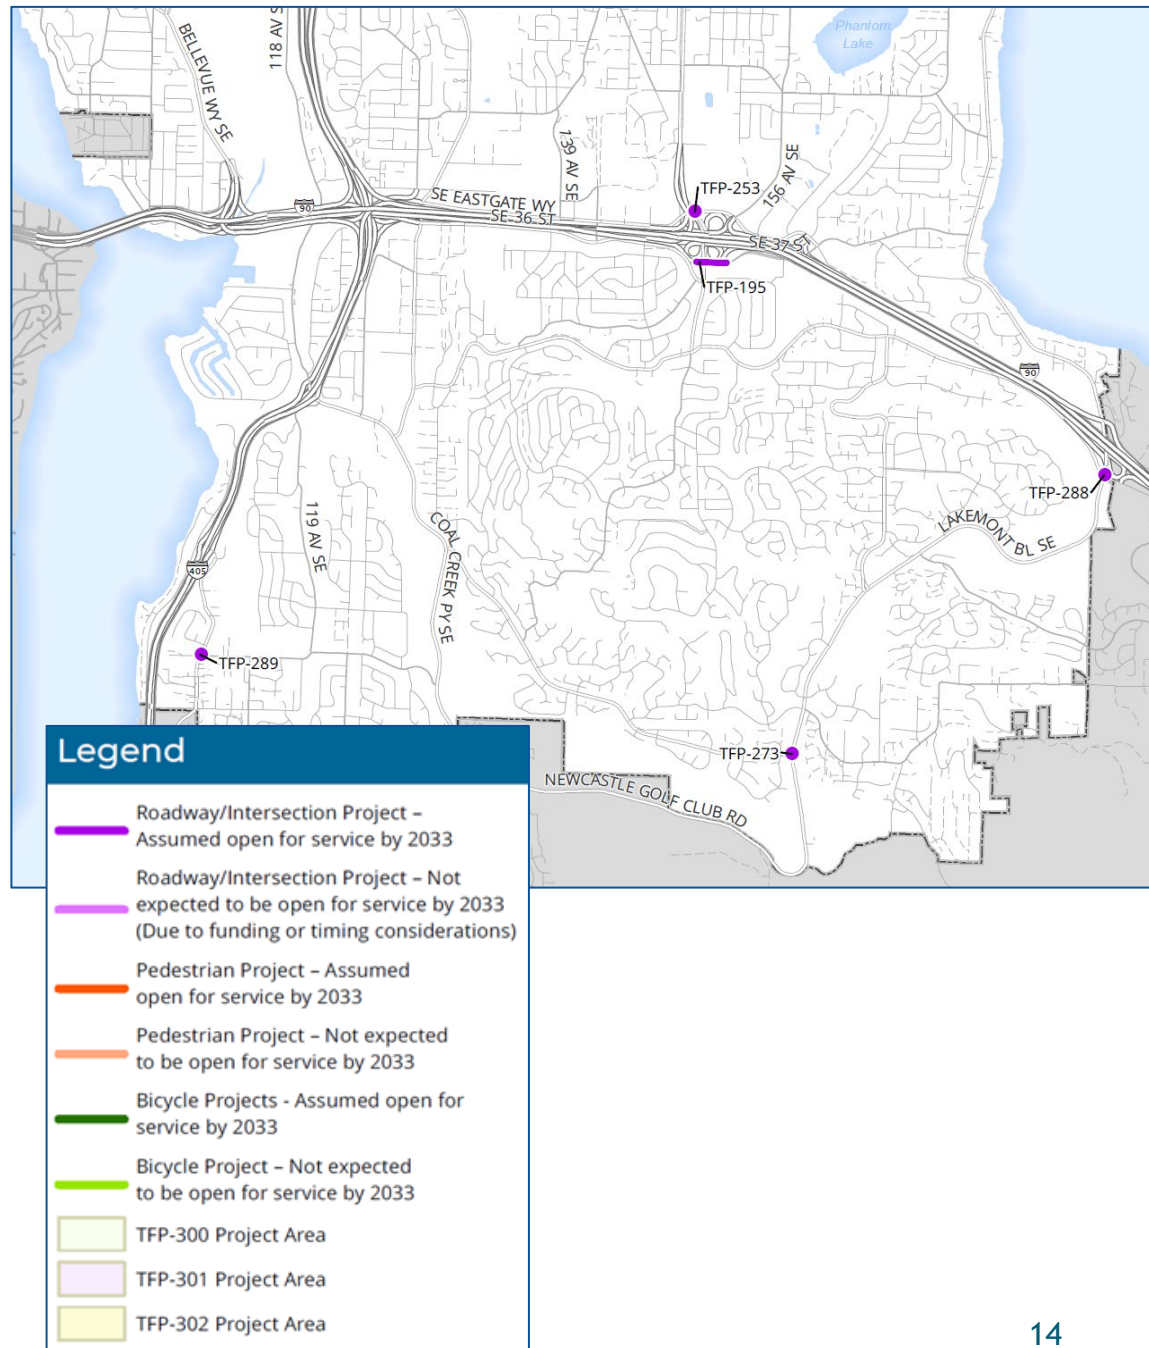 Phantom
Lake
118 AV S
BELLEVUE WY SE
139 AV SE
156 AV SE
TFP-253
SE EASTGATE WY
90
SE 36 ST
SE 37 ST
TFP-195
90
TFP-288
LAKEMONT BL SE
119 AV SE
COAL CREEK PY SE
405
TFP-289
TFP-273
NEWCASTLE GOLF CLUB RD
Legend
Roadway/Intersection Project –
Assumed open for service by 2033
Roadway/Intersection Project – Not
expected to be open for service by 2033
(Due to funding or timing considerations)
Pedestrian Project – Assumed
open for service by 2033
Pedestrian Project – Not expected
to be open for service by 2033
Bicycle Projects - Assumed open for
service by 2033
Bicycle Project – Not expected
to be open for service by 2033
TFP-300 Project Area
TFP-301 Project Area
TFP-302 Project Area
14